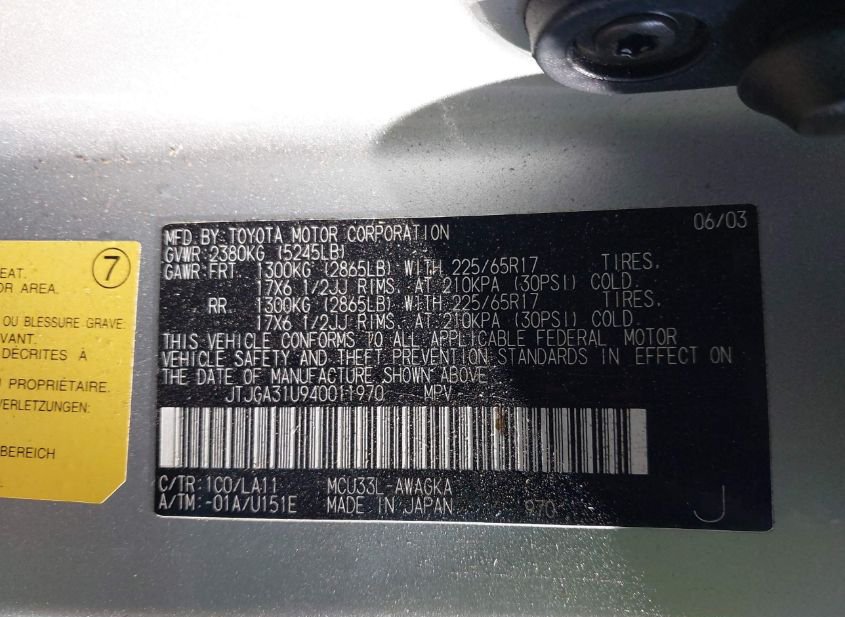 ⑦
EAT.
OR AREA.
OU BLESSURE GRAVE.
VANT.
DÉCRITES À
U PROPRIÉTAIRE.
VERLETZUNGEN:
BEREICH
06/03
MFD BY TOYOTA MOTOR CORPORATION
GVWR 2380KG (5245LB)
GAWR:FRT 1300KG (2865LB) WITH 225/65R17 TIRES,
17X6 1/2JJ RIMS, AT 210KPA (30PSI) COLD.
RR 1300KG (2865LB) WITH 225/65R17 TIRES,
17X6 1/2JJ RIMS, AT 210KPA (30PSI) COLD.
THIS VEHICLE CONFORMS TO ALL APPLICABLE FEDERAL MOTOR
VEHICLE SAFETY AND THEFT PREVENTION STANDARDS IN EFFECT ON
THE DATE OF MANUFACTURE SHOWN ABOVE
JTJGA31U940011970 MPV
C/TR: 1C0/LA11 MCU33L-AWAGKA
A/TM: -01A/U151E MADE IN JAPAN 970 J